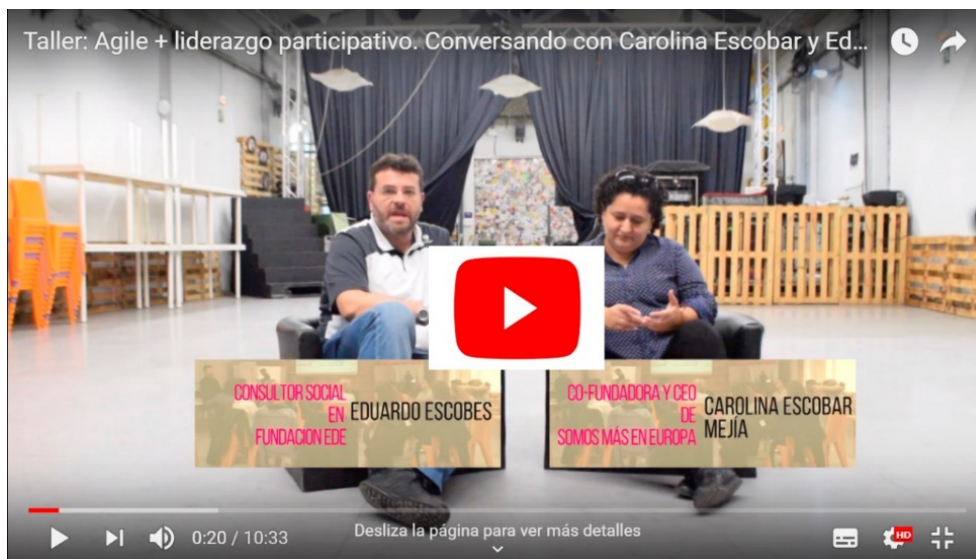 Taller: Agile + liderazgo participativo. Conversando con Carolina Escobar y Ed...
CONSULTOR SOCIAL
EN
FUNDACION EDE
EDUARDO ESCOBES
CO-FUNDADORA Y CEO
DE
SOMOS MÁS EN EUROPA
CAROLINA ESCOBAR
MEJÍA
0:20 / 10:33
Desliza la página para ver más detalles
HD